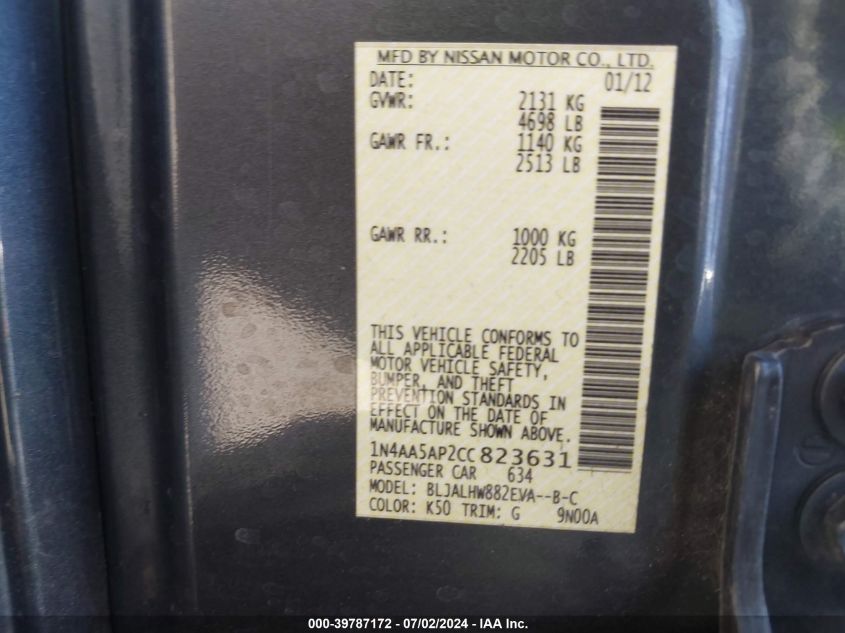 MFD BY NISSAN MOTOR CO., LTD.
DATE: 01/12
GVWR: 2131 KG
4698 LB
GAWR FR.: 1140 KG
2513 LB
GAWR RR.: 1000 KG
2205 LB
THIS VEHICLE CONFORMS TO
ALL APPLICABLE FEDERAL
MOTOR VEHICLE SAFETY,
BUMPER, AND THEFT
PREVENTION STANDARDS IN
EFFECT ON THE DATE OF
MANUFACTURE SHOWN ABOVE.
1N4AA5AP2CC823631
PASSENGER CAR 634
MODEL: BLJALHW882EVA--B-C
COLOR: K50 TRIM: G 9N00A
000-39787172 - 07/02/2024 - IAA Inc.